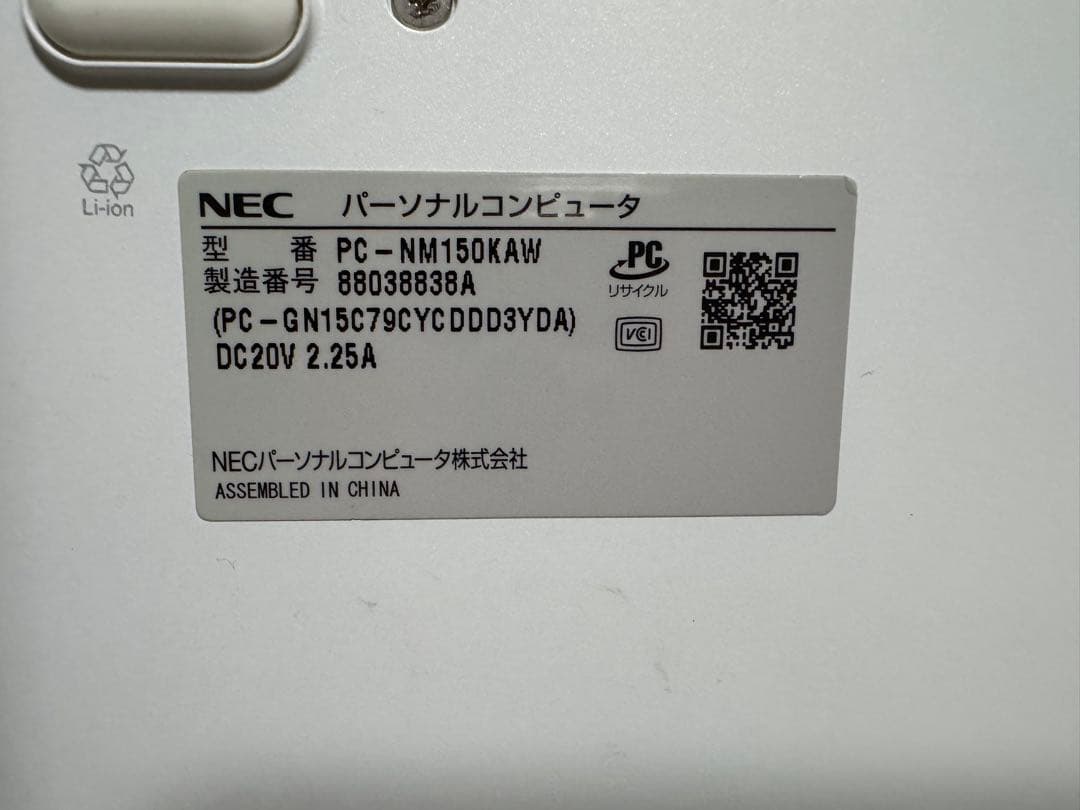 Li-ion
NEC パーソナルコンピュータ
型 番 PC-NM150KAW
製造番号 88038838A
(PC-GN15C79CYCDDD3YDA)
DC20V 2.25A
PC
リサイクル
VCCI
NECパーソナルコンピュータ株式会社
ASSEMBLED IN CHINA